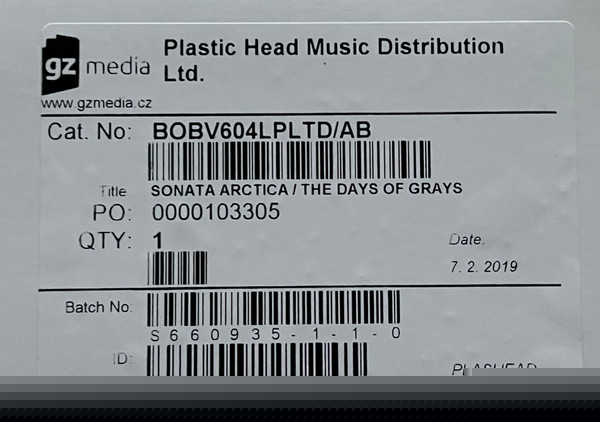 gz media
Plastic Head Music Distribution
Ltd.
www.gzmedia.cz
Cat. No: BOBV604LPLTD/AB
Title SONATA ARCTICA / THE DAYS OF GRAYS
PO: 0000103305
QTY: 1
Date.
7. 2. 2019
Batch No:
S660935-1-1-0
ID: